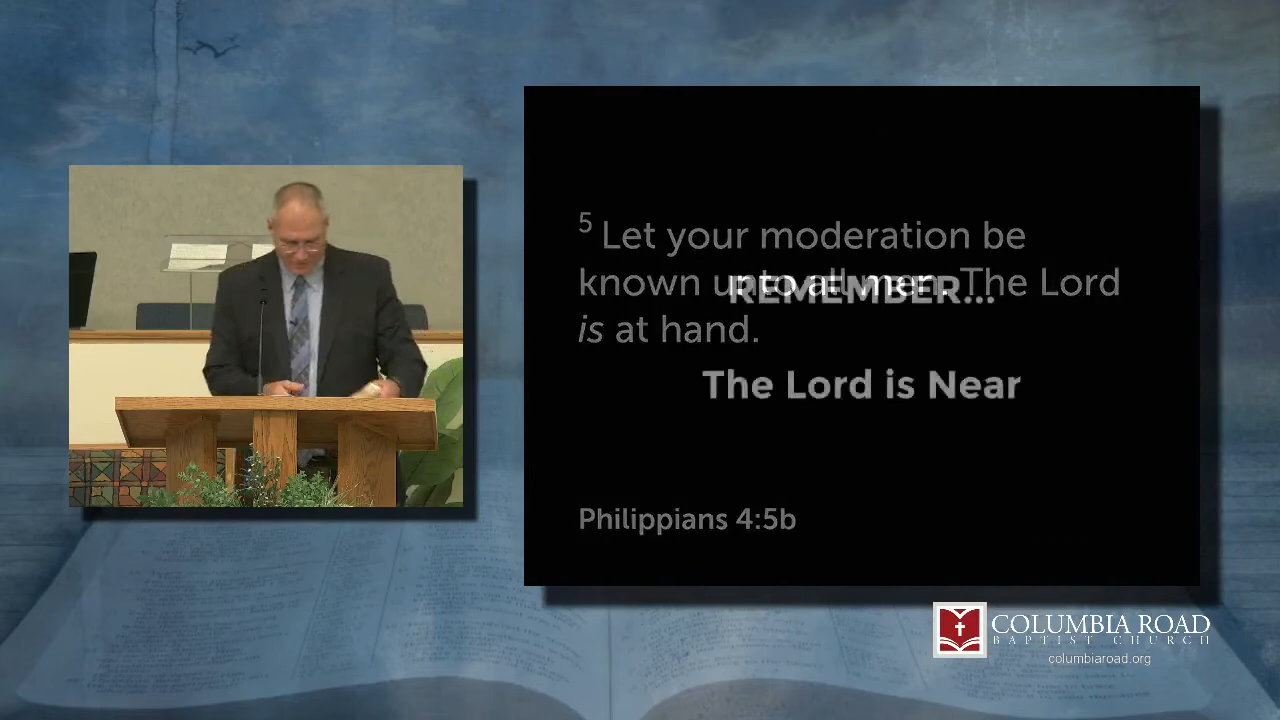 5 Let your moderation be
known unto all men. The Lord
is at hand.
REMEMBER...
The Lord is Near
Philippians 4:5b
COLUMBIA ROAD
BAPTIST CHURCH
columbiaroad.org